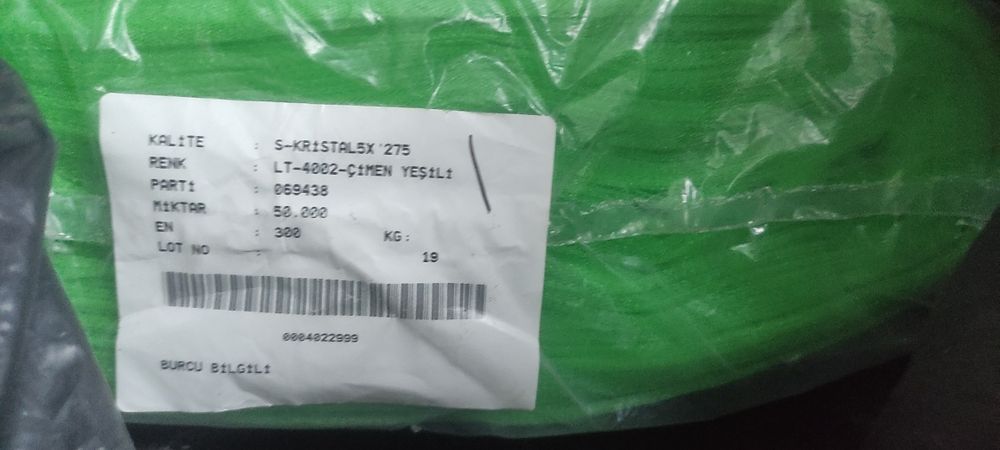 KALİTE : S-KRİSTAL5X'275
RENK : LT-4002-ÇİMEN YEŞİLİ
PARTİ : 069438
MİKTAR : 50.000
EN : 300 KG:
LOT NO : 19
0004022999
BURCU BİLGİLİ